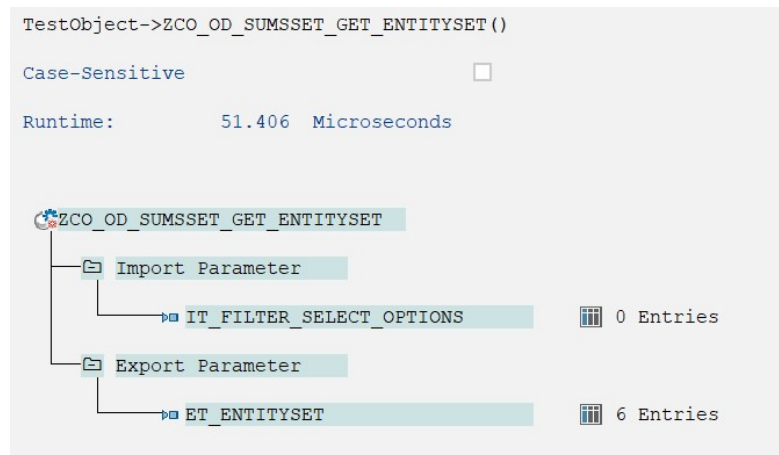 TestObject->ZCO_OD_SUMSSET_GET_ENTITYSET()
Case-Sensitive
Runtime: 51.406 Microseconds
ZCO_OD_SUMSSET_GET_ENTITYSET
Import Parameter
IT_FILTER_SELECT_OPTIONS 0 Entries
Export Parameter
ET_ENTITYSET 6 Entries